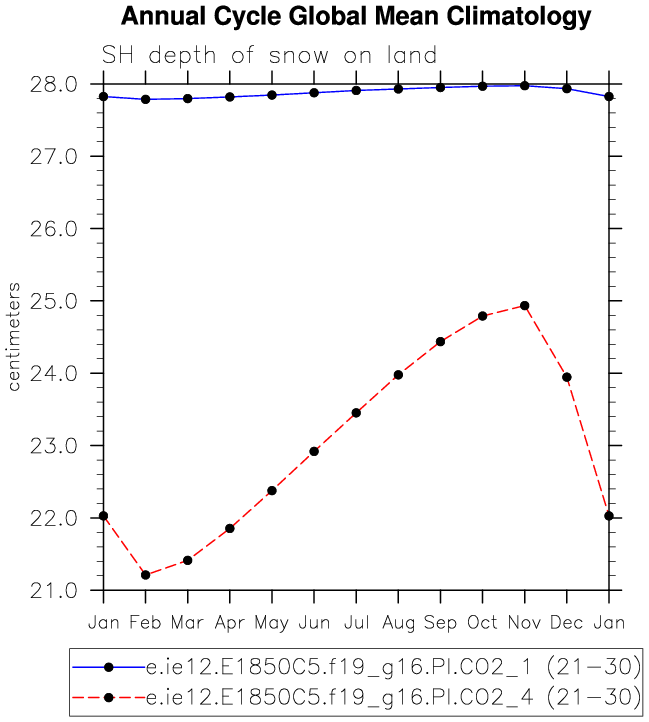 Annual Cycle Global Mean Climatology
SH depth of snow on land
28.0
27.0
26.0
25.0
24.0
23.0
22.0
21.0
centimeters
Jan Feb Mar Apr May Jun Jul Aug Sep Oct Nov Dec Jan
e.ie12.E1850C5.f19_g16.PI.CO2_1 (21-30)
e.ie12.E1850C5.f19_g16.PI.CO2_4 (21-30)